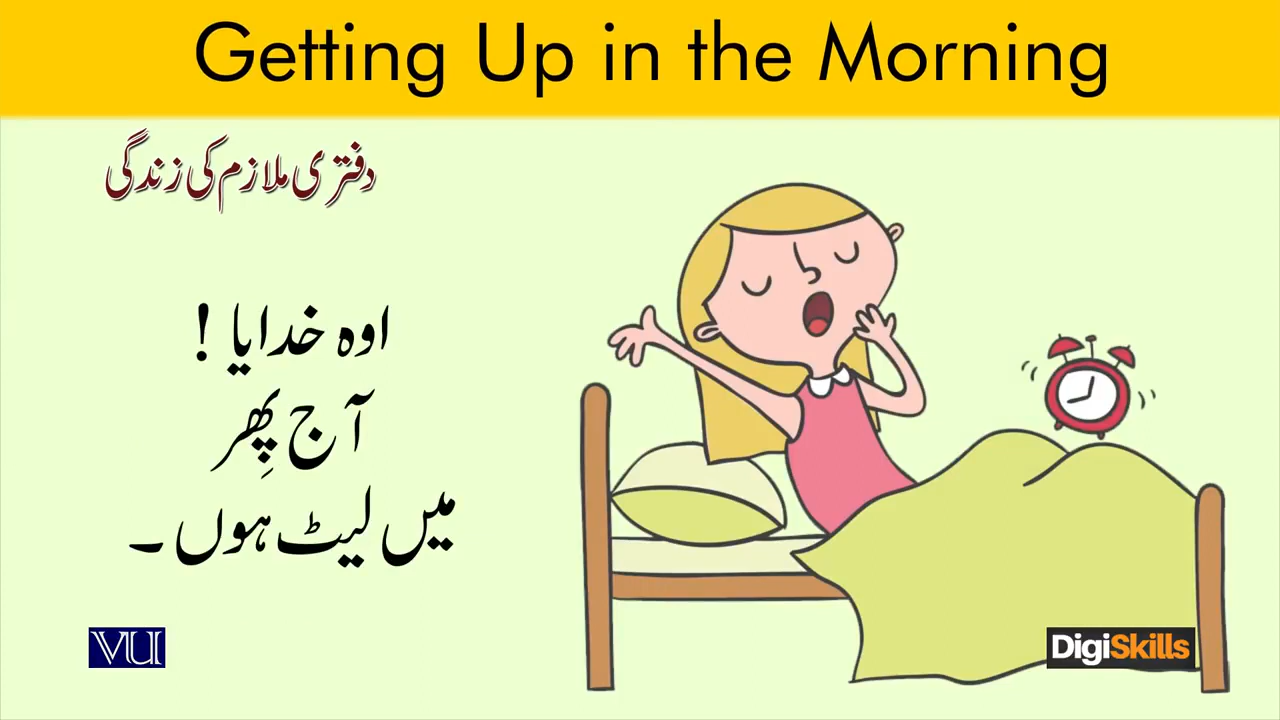 Getting Up in the Morning
دفتری ملازم کی زندگی
اوہ خدایا !
آج پِھر
میں لیٹ ہوں ۔
VU
DigiSkills